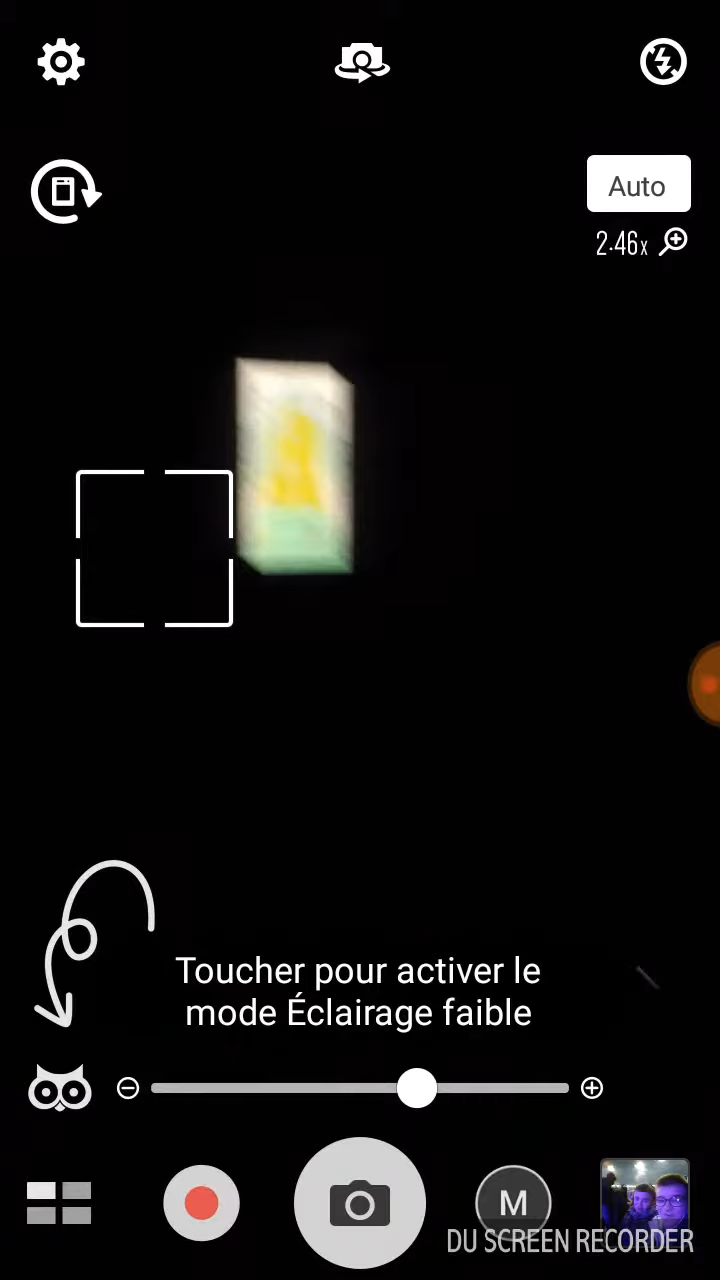 Auto
2.46x
Toucher pour activer le
mode Éclairage faible
M
DU SCREEN RECORDER